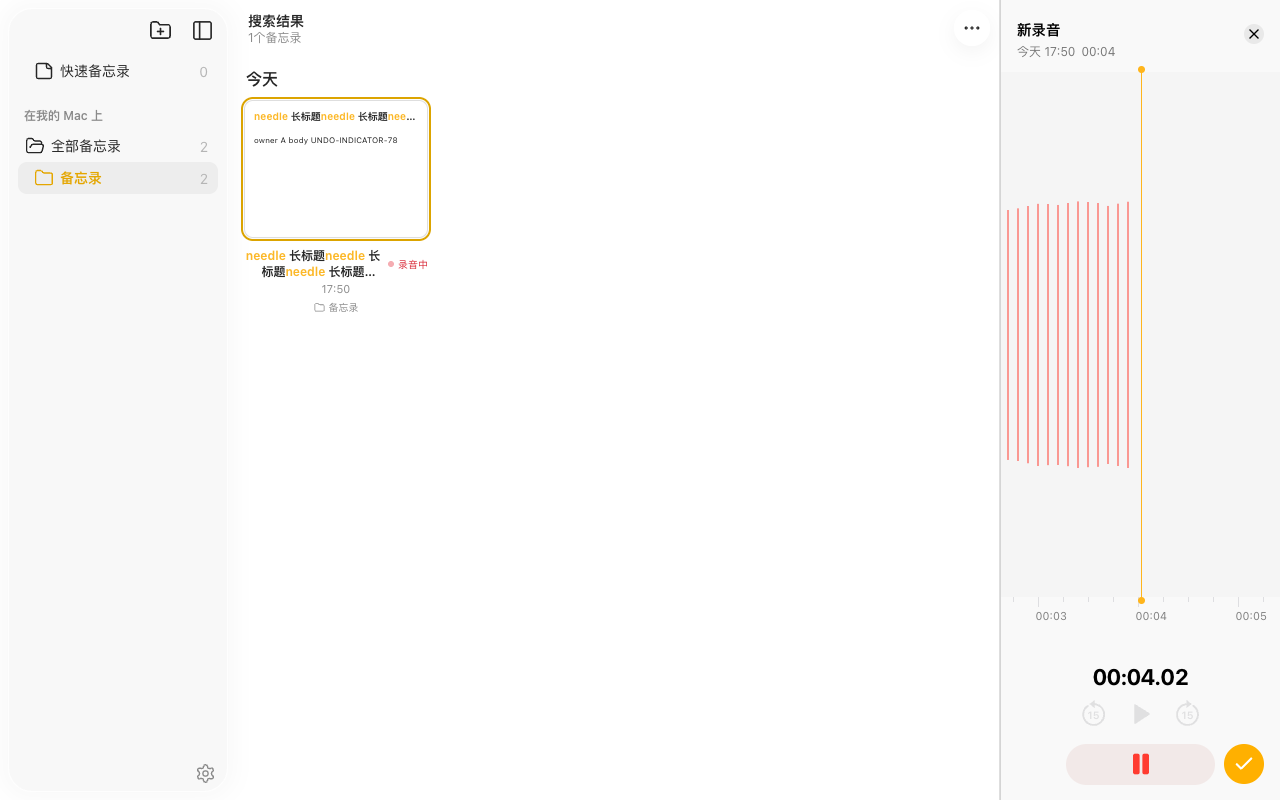 快速备忘录 0
在我的 Mac 上
全部备忘录 2
备忘录 2
搜索结果
1个备忘录
今天
needle 长标题needle 长标题nee...
owner A body UNDO-INDICATOR-78
needle 长标题needle 长
标题needle 长标题...
录音中
17:50
备忘录
新录音
今天 17:50 00:04
00:03 00:04 00:05
00:04.02
15 15